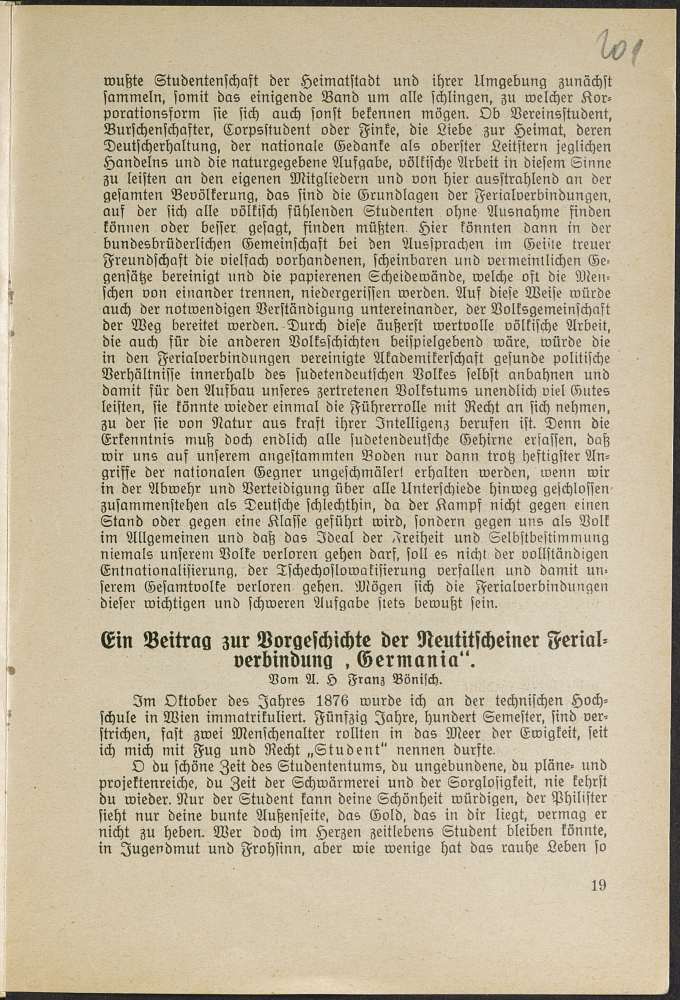 201
wußte Studentenschaft der Heimatstadt und ihrer Umgebung zunächst
sammeln, somit das einigende Band um alle schlingen, zu welcher Kor-
porationsform sie sich auch sonst bekennen mögen. Ob Vereinsstudent,
Burschenschafter, Corpsstudent oder Finke, die Liebe zur Heimat, deren
Deutscherhaltung, der nationale Gedanke als oberster Leitstern jeglichen
Handelns und die naturgegebene Aufgabe, völkische Arbeit in diesem Sinne
zu leisten an den eigenen Mitgliedern und von hier ausstrahlend an der
gesamten Bevölkerung, das sind die Grundlagen der Ferialverbindungen,
auf der sich alle völkisch fühlenden Studenten ohne Ausnahme finden
können oder besser gesagt, finden müßten. Hier könnten dann in der
bundesbrüderlichen Gemeinschaft bei den Aussprachen im Geiste treuer
Freundschaft die vielfach vorhandenen, scheinbaren und vermeintlichen Ge-
gensätze bereinigt und die papierenen Scheidewände, welche oft die Men-
schen von einander trennen, niedergerissen werden. Auf diese Weise würde
auch der notwendigen Verständigung untereinander, der Volksgemeinschaft
der Weg bereitet werden. Durch diese äußerst wertvolle völkische Arbeit,
die auch für die anderen Volksschichten beispielgebend wäre, würde die
in den Ferialverbindungen vereinigte Akademikerschaft gesunde politische
Verhältnisse innerhalb des sudetendeutschen Volkes selbst anbahnen und
damit für den Aufbau unseres zertretenen Volkstums unendlich viel Gutes
leisten, sie könnte wieder einmal die Führerrolle mit Recht an sich nehmen,
zu der sie von Natur aus kraft ihrer Intelligenz berufen ist. Denn die
Erkenntnis muß doch endlich alle sudetendeutsche Gehirne erfassen, daß
wir uns auf unserem angestammten Boden nur dann trotz heftigster An-
griffe der nationalen Gegner ungeschmälert erhalten werden, wenn wir
in der Abwehr und Verteidigung über alle Unterschiede hinweg geschlossen
zusammenstehen als Deutsche schlechthin, da der Kampf nicht gegen einen
Stand oder gegen eine Klasse geführt wird, sondern gegen uns als Volk
im Allgemeinen und daß das Ideal der Freiheit und Selbstbestimmung
niemals unserem Volke verloren gehen darf, soll es nicht der vollständigen
Entnationalisierung, der Tschechoslowakisierung verfallen und damit un-
serem Gesamtvolke verloren gehen. Mögen sich die Ferialverbindungen
dieser wichtigen und schweren Aufgabe stets bewußt sein.
Ein Beitrag zur Vorgeschichte der Neutitscheiner Ferial-
verbindung „Germania“.
Vom A. H Franz Bönisch.
Im Oktober des Jahres 1876 wurde ich an der technischen Hoch-
schule in Wien immatrikuliert. Fünfzig Jahre, hundert Semester, sind ver-
strichen, fast zwei Menschenalter rollten in das Meer der Ewigkeit, seit
ich mich mit Fug und Recht „Student“ nennen durfte.
O du schöne Zeit des Studententums, du ungebundene, du pläne- und
projektenreiche, du Zeit der Schwärmerei und der Sorglosigkeit, nie kehrst
du wieder. Nur der Student kann deine Schönheit würdigen, der Philister
sieht nur deine bunte Außenseite, das Gold, das in dir liegt, vermag er
nicht zu heben. Wer doch im Herzen zeitlebens Student bleiben könnte,
in Jugendmut und Frohsinn, aber wie wenige hat das rauhe Leben so
19